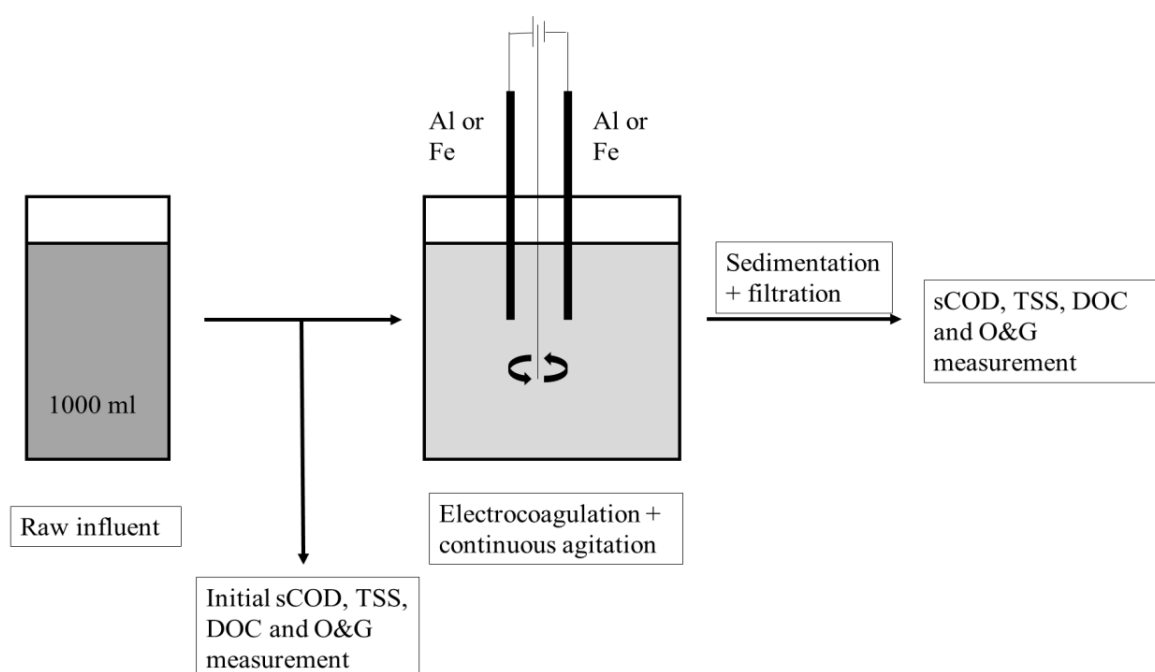 Al or
Fe
Al or
Fe
1000 ml
Raw influent
Initial sCOD, TSS,
DOC and O&G
measurement
Electrocoagulation +
continuous agitation
Sedimentation
+ filtration
sCOD, TSS, DOC
and O&G
measurement